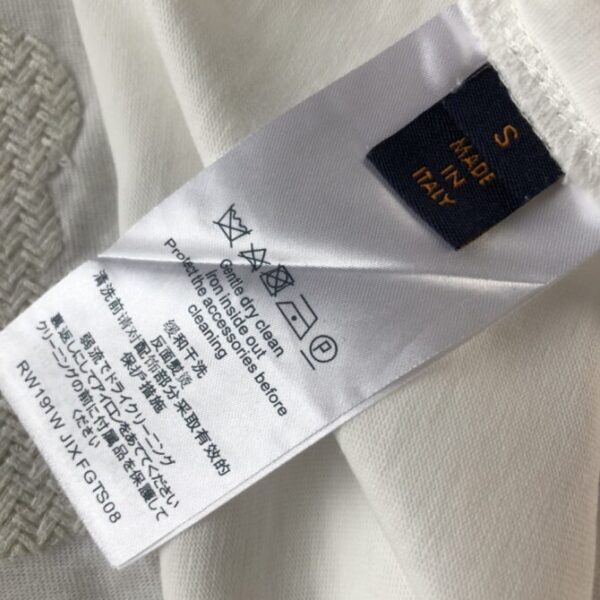 S
MADE
IN
ITALY
P
Gentle dry clean
Iron inside out
Protect the accessories before
cleaning
缓和干洗
反面製燙
清洗前请对配饰部分采取有效的
保护措施
弱流でドライクリーニング
裏返しにしてアイロンをあててください
クリーニングの前に付属品を保護して
ください
RW191W JIX FGTS08